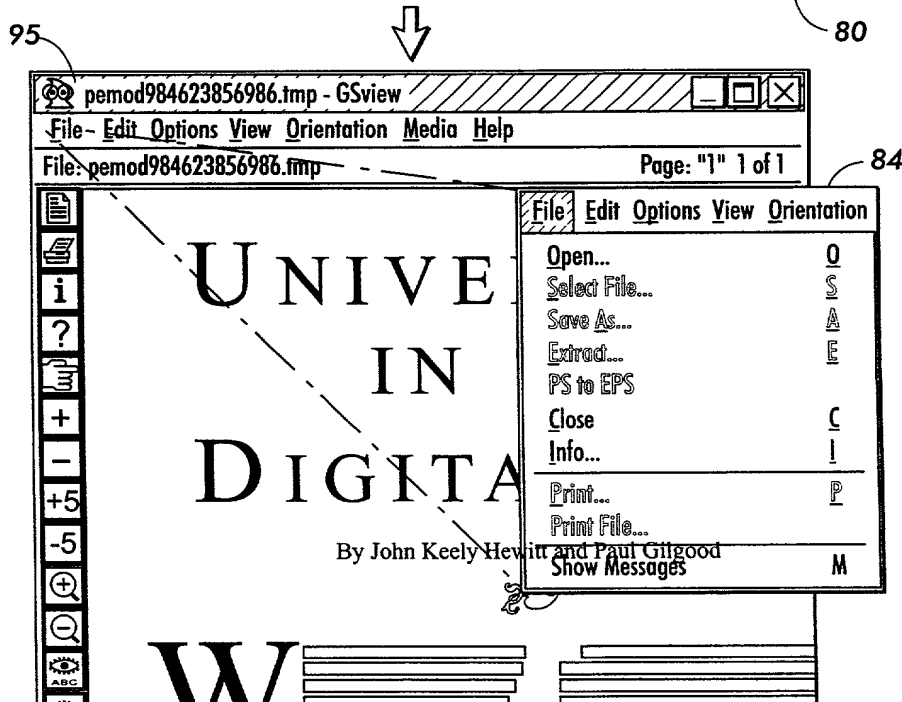 80
95
pemod984623856986.tmp - GSview
File Edit Options View Orientation Media Help
File: pemod984623856986.tmp Page: "1" 1 of 1
84
File Edit Options View Orientation
Open... O
Select File... S
Save As... A
Extract... E
PS to EPS
Close C
Info... I
Print... P
Print File...
Show Messages M
i
?
+
-
+5
-5
ABC
UNIVE
IN
DIGITA
By John Keely Hewitt and Paul Gilgood
W